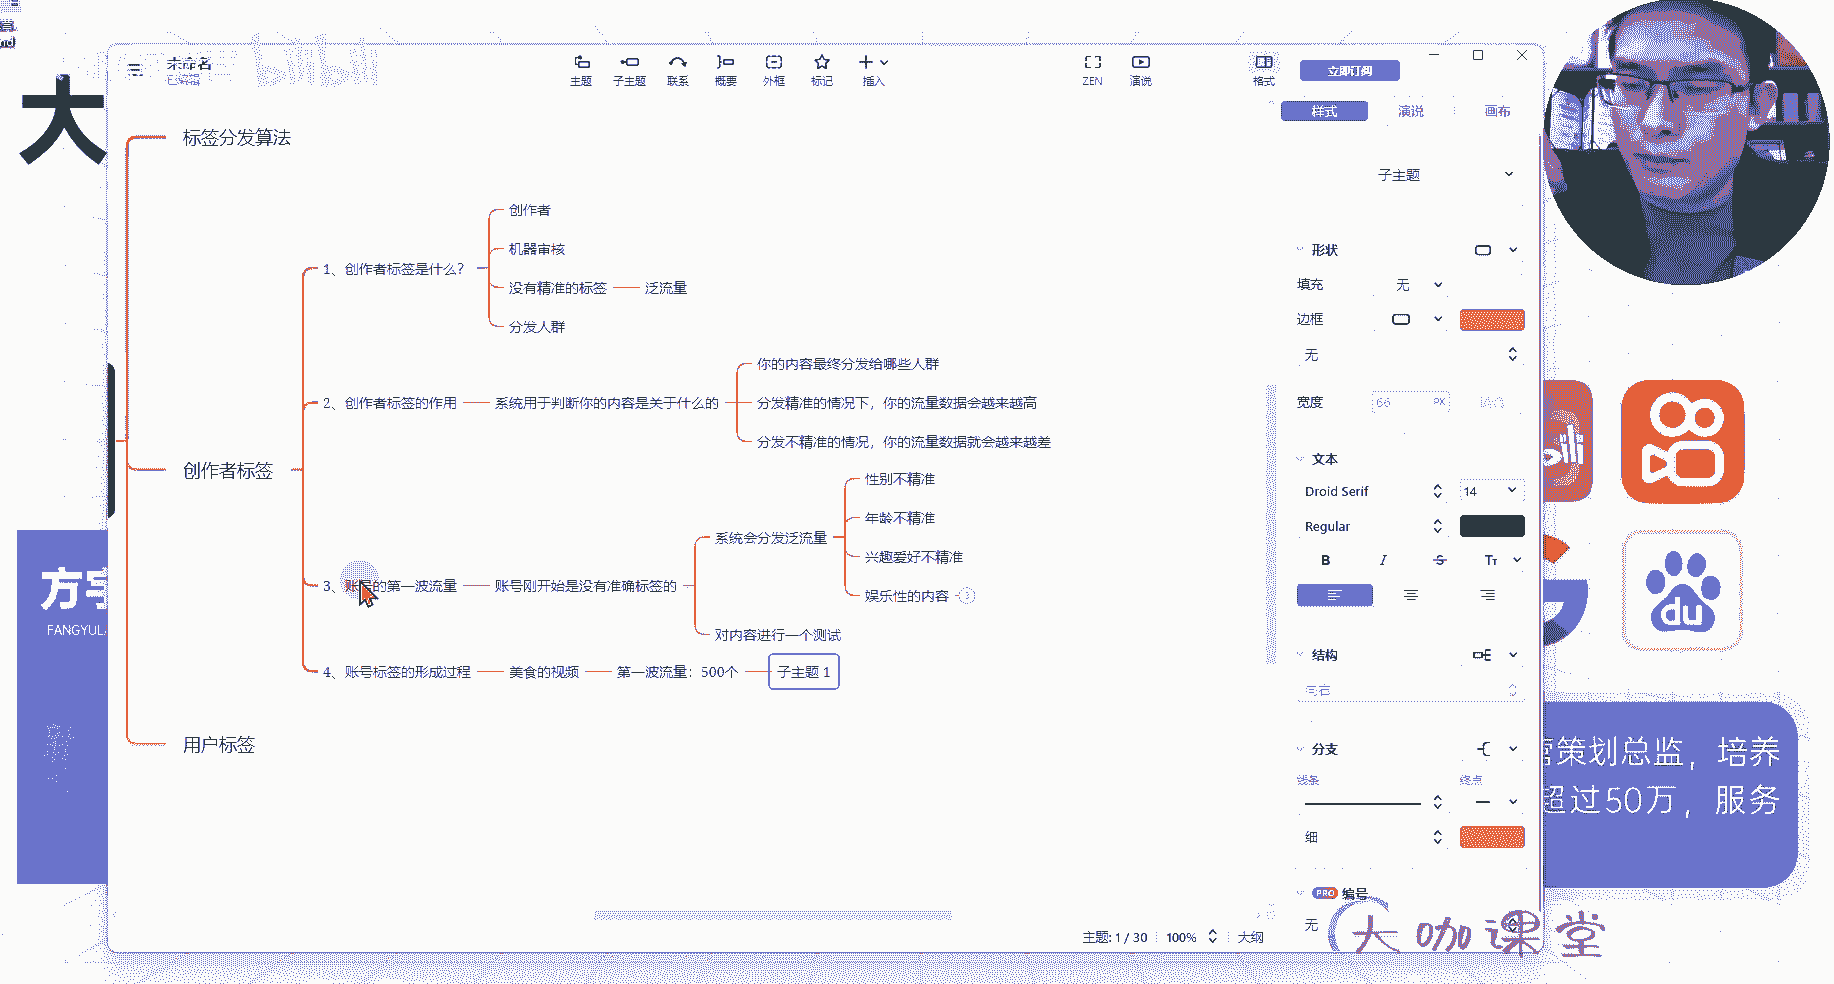 大
未命名
已编辑
bilibili
主题
子主题
联系
概要
外框
标记
插入
ZEN
演说
格式
立即订阅
样式
演说
画布
标签分发算法
创作者标签
用户标签
1、创作者标签是什么？
创作者
机器审核
没有精准的标签
泛流量
分发人群
2、创作者标签的作用
系统用于判断你的内容是关于什么的
你的内容最终分发给哪些人群
分发精准的情况下，你的流量数据会越来越高
分发不精准的情况，你的流量数据就会越来越差
3、账号的第一波流量
账号刚开始是没有准确标签的
系统会分发泛流量
性别不精准
年龄不精准
兴趣爱好不精准
娱乐性的内容
对内容进行一个测试
4、账号标签的形成过程
美食的视频
第一波流量：500个
子主题 1
子主题
形状
填充
无
边框
无
宽度
66
PX
文本
Droid Serif
14
Regular
B
I
S
Tт
结构
向右
分支
线条
终点
细
PRO
编号
无
主题: 1 / 30
100%
大纲
方宇
FANGYUL
du
营策划总监，培养
超过50万，服务
大咖课堂